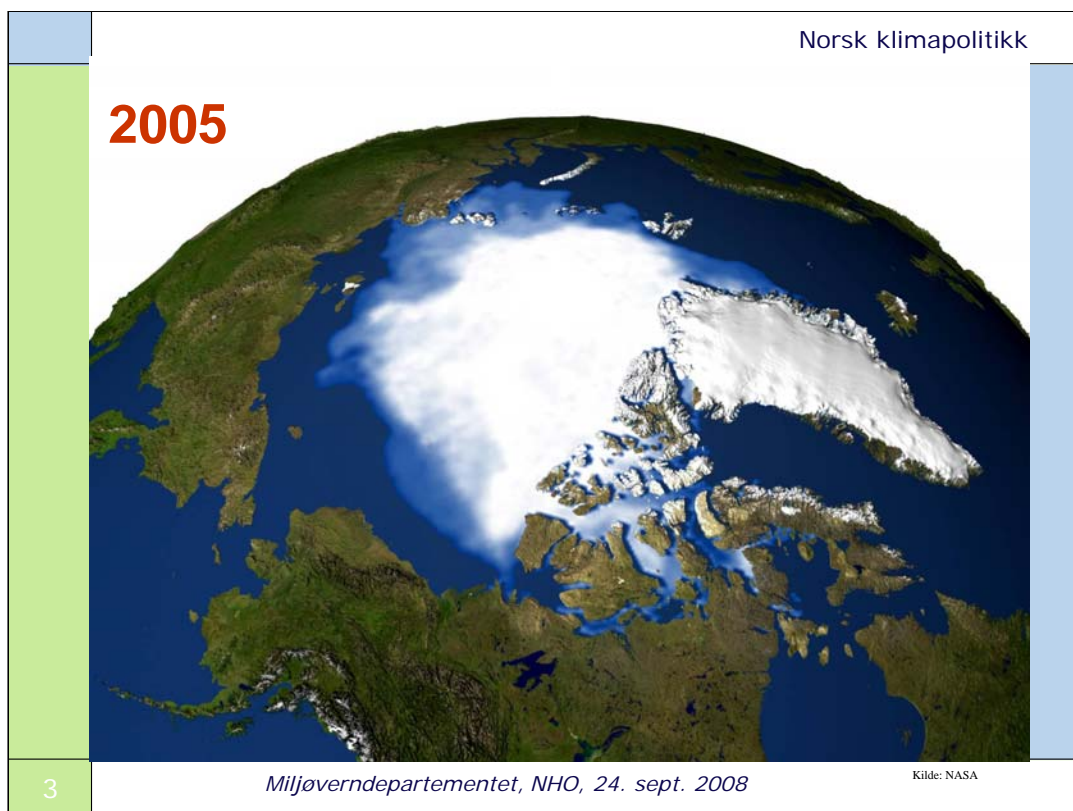 Norsk klimapolitikk
2005
3
Miljøverndepartementet, NHO, 24. sept. 2008
Kilde: NASA